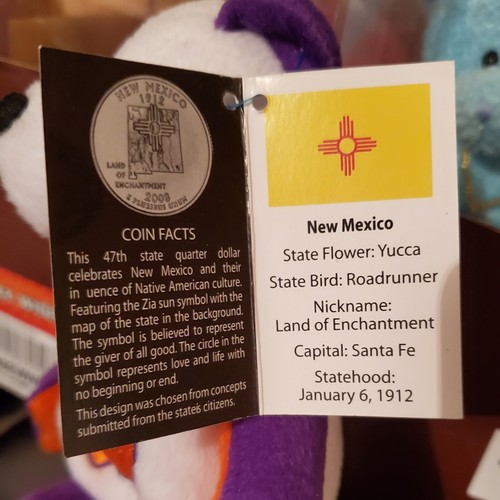 NEW MEXICO
1912
LAND
OF
ENCHANTMENT
2008
E PLURIBUS UNUM
COIN FACTS
This 47th state quarter dollar
celebrates New Mexico and their
in uence of Native American culture.
Featuring the Zia sun symbol with the
map of the state in the background.
The symbol is believed to represent
the giver of all good. The circle in the
symbol represents love and life with
no beginning or end.
This design was chosen from concepts
submitted from the state's citizens.
New Mexico
State Flower: Yucca
State Bird: Roadrunner
Nickname:
Land of Enchantment
Capital: Santa Fe
Statehood:
January 6, 1912